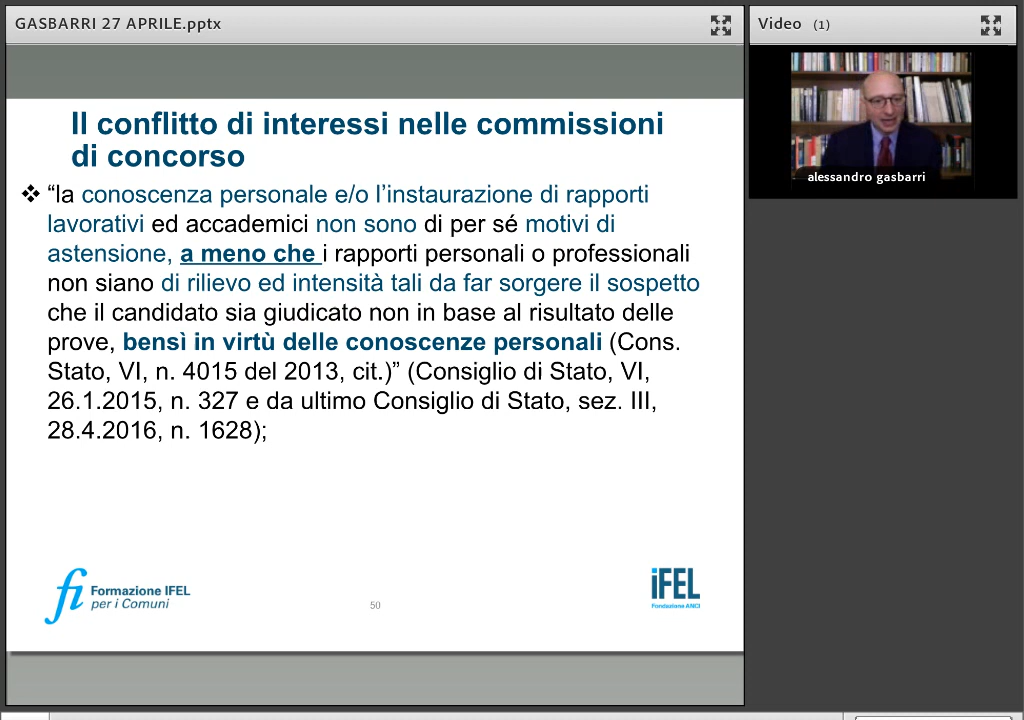 GASBARRI 27 APRILE.pptx
Video (1)
alessandro gasbarri
Il conflitto di interessi nelle commissioni
di concorso
❖ “la conoscenza personale e/o l’instaurazione di rapporti
lavorativi ed accademici non sono di per sé motivi di
astensione, a meno che i rapporti personali o professionali
non siano di rilievo ed intensità tali da far sorgere il sospetto
che il candidato sia giudicato non in base al risultato delle
prove, bensì in virtù delle conoscenze personali (Cons.
Stato, VI, n. 4015 del 2013, cit.)” (Consiglio di Stato, VI,
26.1.2015, n. 327 e da ultimo Consiglio di Stato, sez. III,
28.4.2016, n. 1628);
fi Formazione IFEL
per i Comuni
50
iFEL
Fondazione ANCI